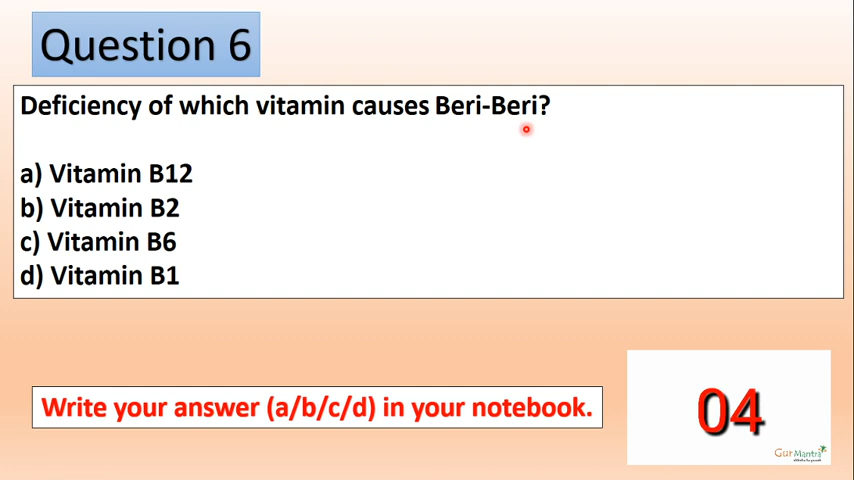 Question 6
Deficiency of which vitamin causes Beri-Beri?
a) Vitamin B12
b) Vitamin B2
c) Vitamin B6
d) Vitamin B1
Write your answer (a/b/c/d) in your notebook.
04
GurMantra